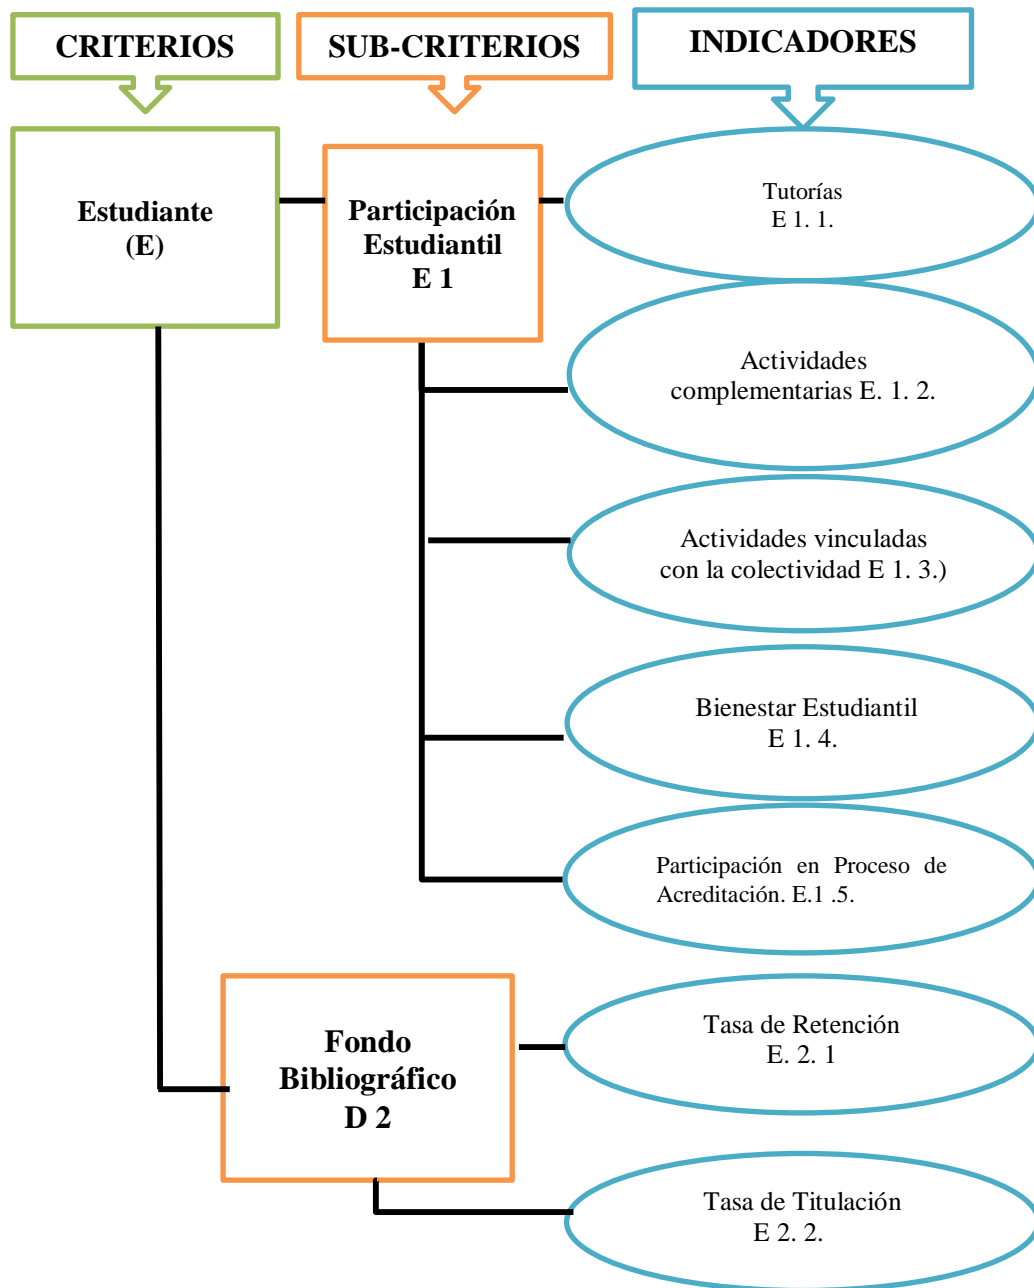 CRITERIOS
SUB-CRITERIOS
INDICADORES
Estudiante
(E)
Participación
Estudiantil
E 1
Tutorías
E 1. 1.
Actividades
complementarias E. 1. 2.
Actividades vinculadas
con la colectividad E 1. 3.)
Bienestar Estudiantil
E 1. 4.
Participación en Proceso de
Acreditación. E.1 .5.
Fondo
Bibliográfico
D 2
Tasa de Retención
E. 2. 1
Tasa de Titulación
E 2. 2.